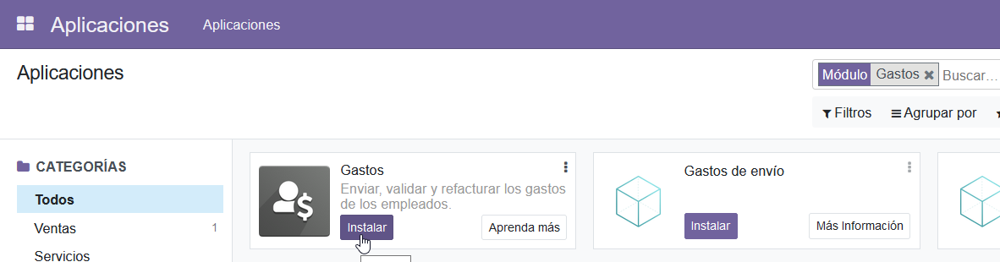 Aplicaciones Aplicaciones
Aplicaciones
Módulo Gastos Buscar...
Filtros Agrupar por
CATEGORÍAS
Todos
Ventas 1
Servicios
Gastos
Enviar, validar y refacturar los gastos
de los empleados.
Instalar Aprenda más
Gastos de envío
Instalar Más Información